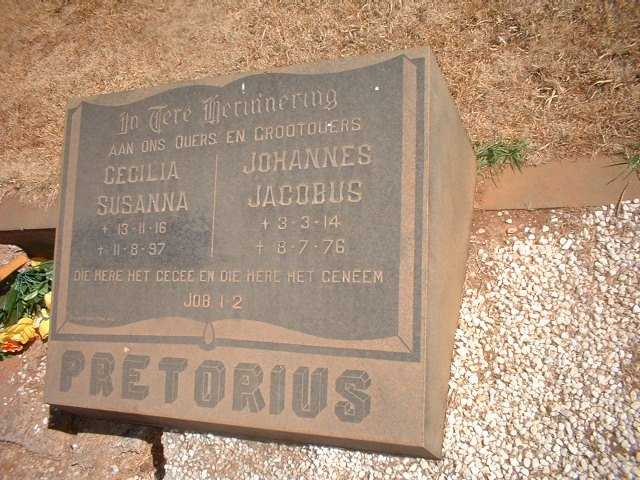 In Tere Herinnering
AAN ONS OUERS EN GROOTOUERS
CECILIA
SUSANNA
+ 13-11-16
+ 11-8-97
JOHANNES
JACOBUS
+ 3-3-14
+ 8-7-76
DIE HERE HET GEGEE EN DIE HERE HET GENEEM
JOB 1-2
PRETORIUS